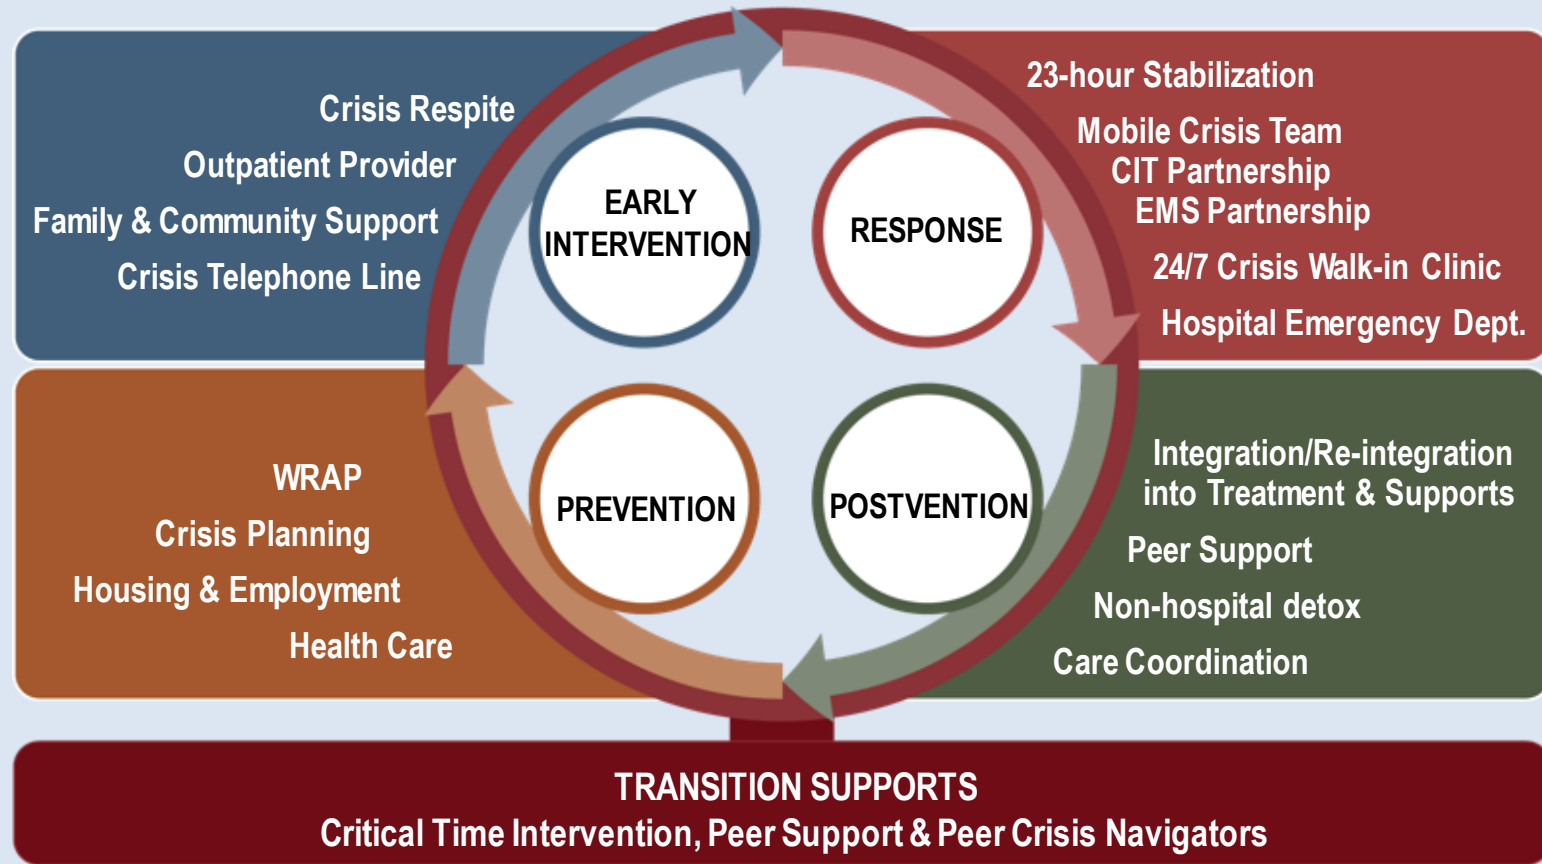 Crisis Respite
Outpatient Provider
Family & Community Support
Crisis Telephone Line
EARLY
INTERVENTION
RESPONSE
23-hour Stabilization
Mobile Crisis Team
CIT Partnership
EMS Partnership
24/7 Crisis Walk-in Clinic
Hospital Emergency Dept.
WRAP
Crisis Planning
Housing & Employment
Health Care
PREVENTION
POSTVENTION
Integration/Re-integration
into Treatment & Supports
Peer Support
Non-hospital detox
Care Coordination
TRANSITION SUPPORTS
Critical Time Intervention, Peer Support & Peer Crisis Navigators